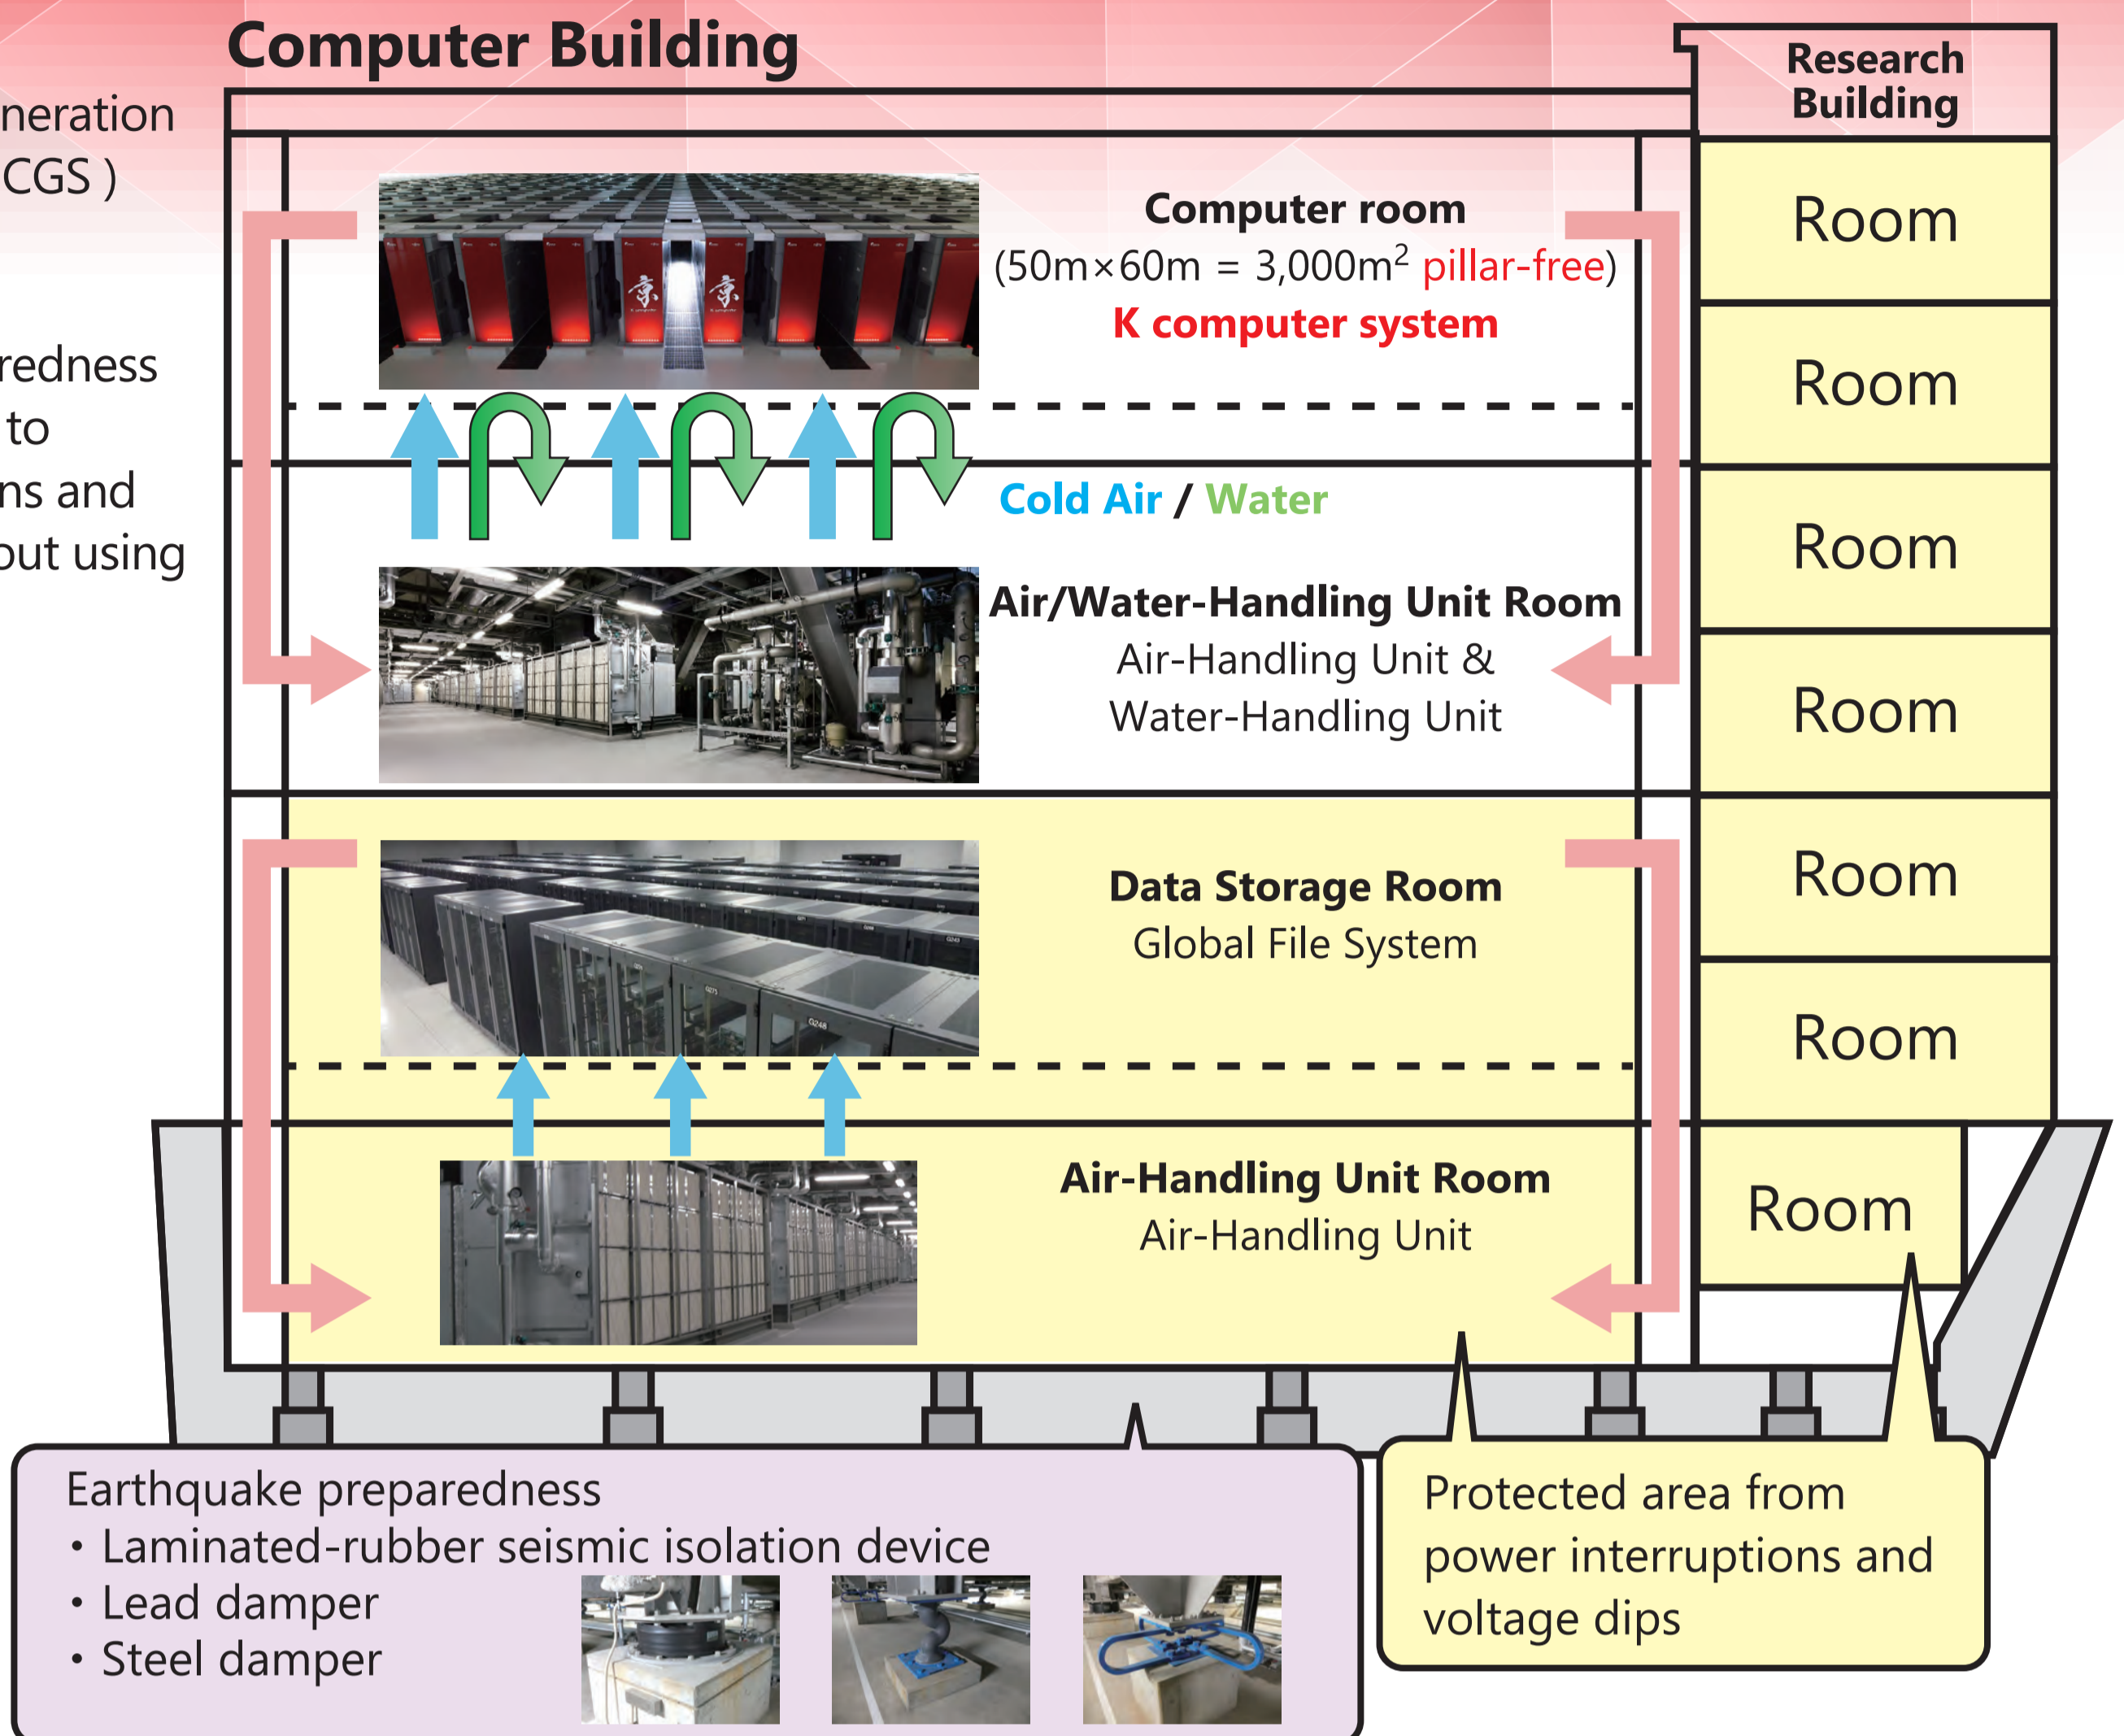 Computer Building
Research
Building
neration
CGS )
redness
to
ns and
out using
Computer room
(50m×60m = 3,000m² pillar-free)
K computer system
京
京
Cold Air / Water
Air/Water-Handling Unit Room
Air-Handling Unit &
Water-Handling Unit
Data Storage Room
Global File System
Air-Handling Unit Room
Air-Handling Unit
Room
Room
Room
Room
Room
Room
Room
Earthquake preparedness
・Laminated-rubber seismic isolation device
・Lead damper
・Steel damper
Protected area from
power interruptions and
voltage dips